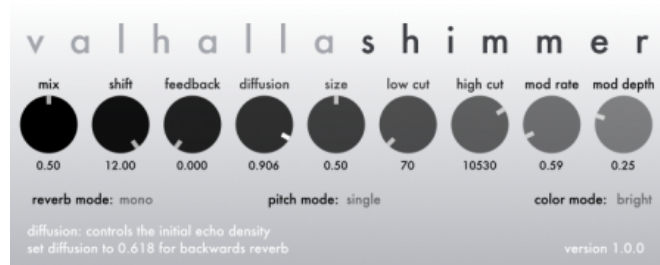 valhallashimmer
mix shift feedback diffusion size low cut high cut mod rate mod depth
0.50 12.00 0.000 0.906 0.50 70 10530 0.59 0.25
reverb mode: mono pitch mode: single color mode: bright
diffusion: controls the initial echo density
set diffusion to 0.618 for backwards reverb version 1.0.0